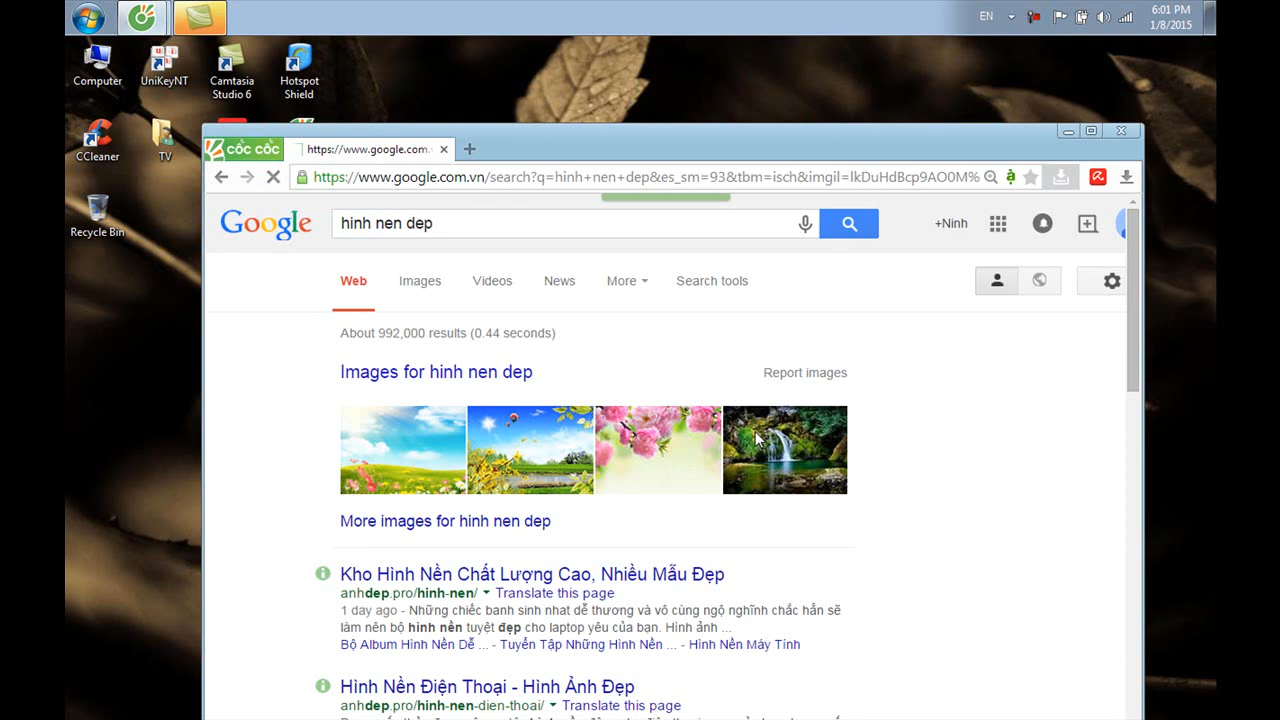 EN
6:01 PM
1/8/2015
Computer
UniKeyNT
Camtasia Studio 6
Hotspot Shield
CCleaner
TV
Recycle Bin
cốc cốc
https://www.google.com.
https://www.google.com.vn/search?q=hinh+nen+dep&es_sm=93&tbm=isch&imgil=lkDuHdBcp9AO0M%
Google
hinh nen dep
+Ninh
Web Images Videos News More Search tools
About 992,000 results (0.44 seconds)
Images for hinh nen dep
Report images
More images for hinh nen dep
Kho Hình Nền Chất Lượng Cao, Nhiều Mẫu Đẹp
anhdep.pro/hinh-nen/ Translate this page
1 day ago - Những chiếc banh sinh nhat dễ thương và vô cùng ngộ nghĩnh chắc hẳn sẽ
làm nên bộ hình nền tuyệt đẹp cho laptop yêu của bạn. Hình ảnh ...
Bộ Album Hình Nền Dễ ... - Tuyển Tập Những Hình Nền ... - Hình Nền Máy Tính
Hình Nền Điện Thoại - Hình Ảnh Đẹp
anhdep.pro/hinh-nen-dien-thoai/ Translate this page